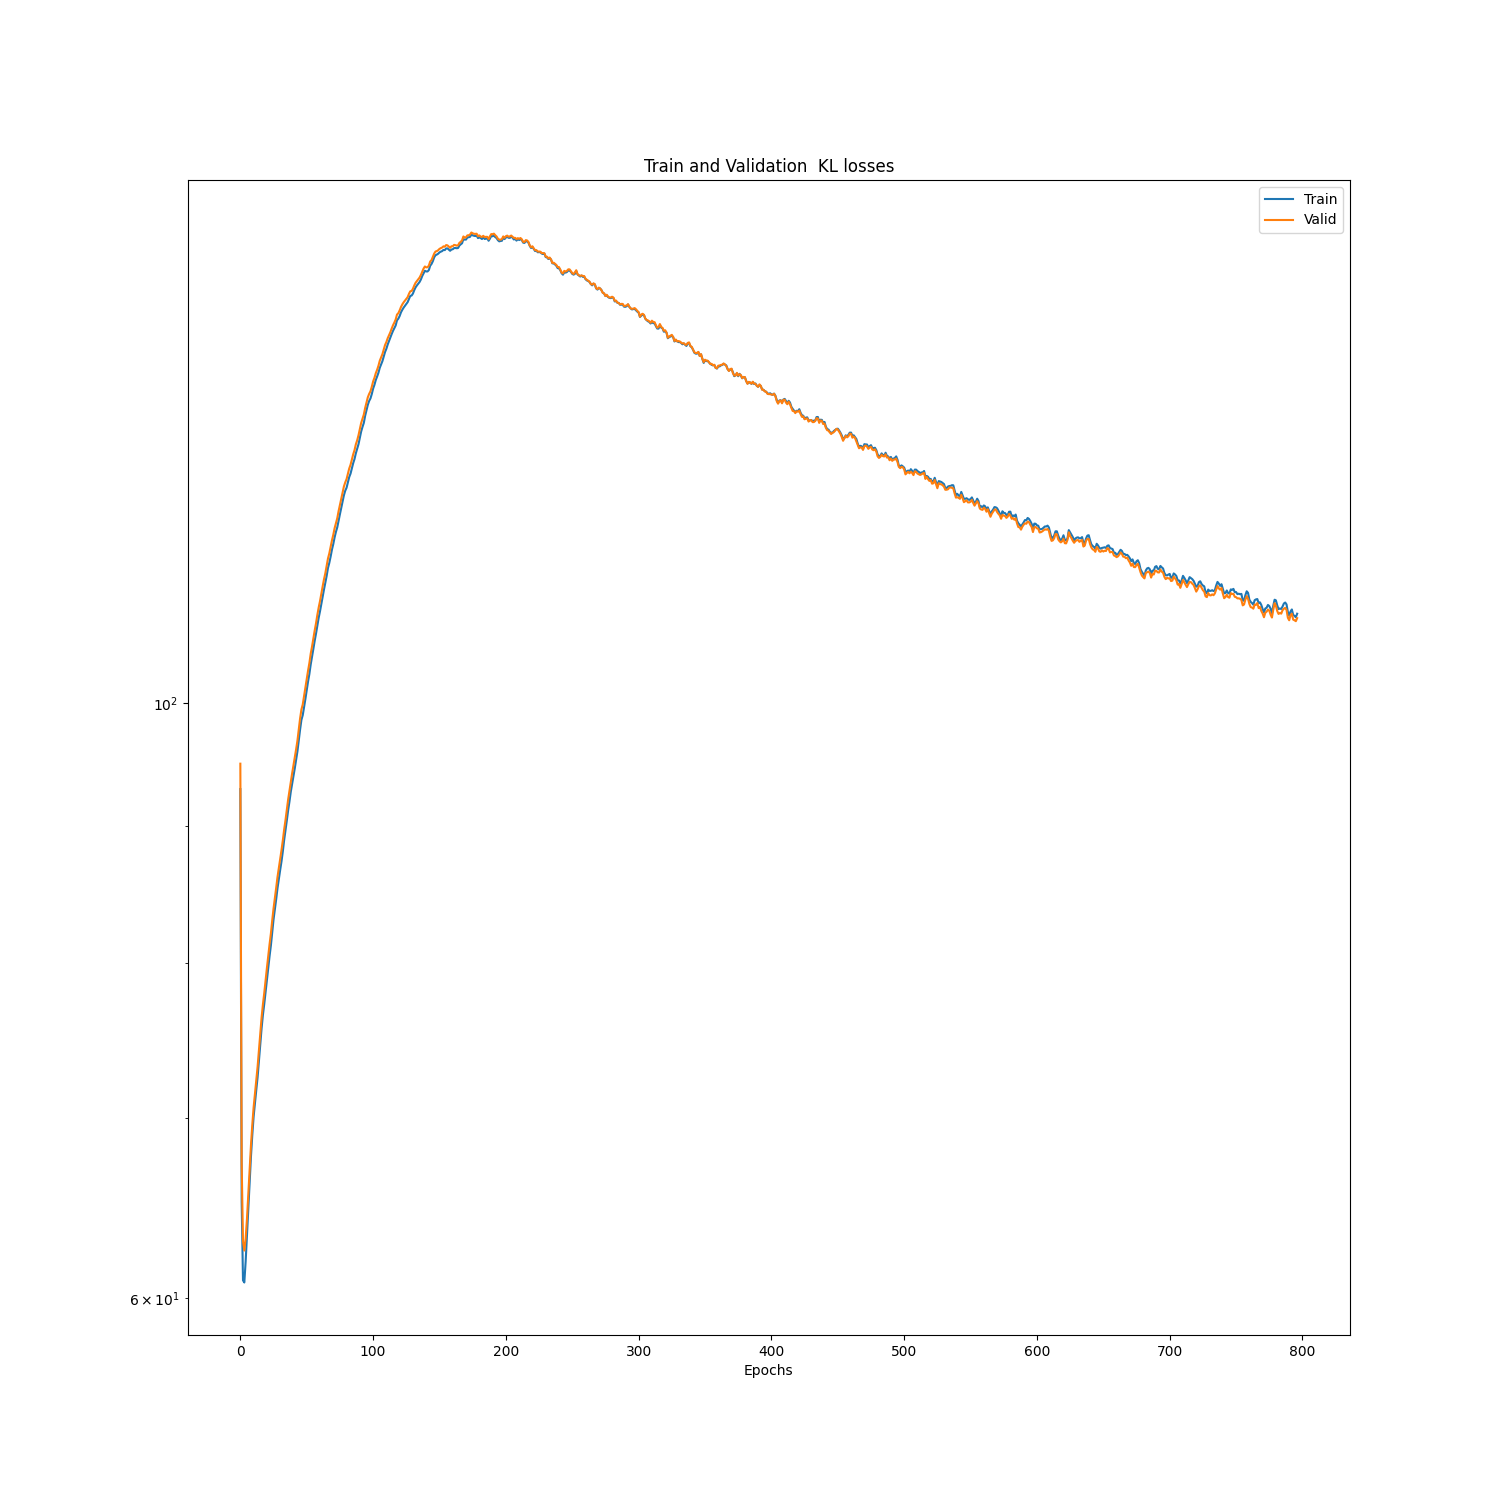 Train and Validation  KL losses
Train
Valid
10²
6 × 10¹
0 100 200 300 400 500 600 700 800
Epochs